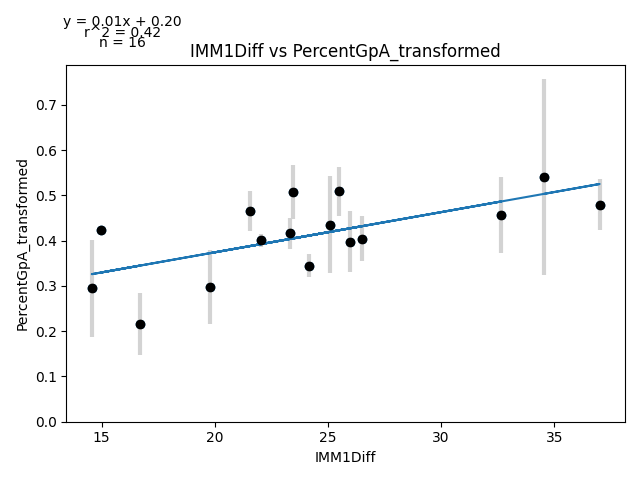 y = 0.01x + 0.20
r^2 = 0.42
n = 16
IMM1Diff vs PercentGpA_transformed
PercentGpA_transformed
0.7
0.6
0.5
0.4
0.3
0.2
0.1
0.0
15 20 25 30 35
IMM1Diff